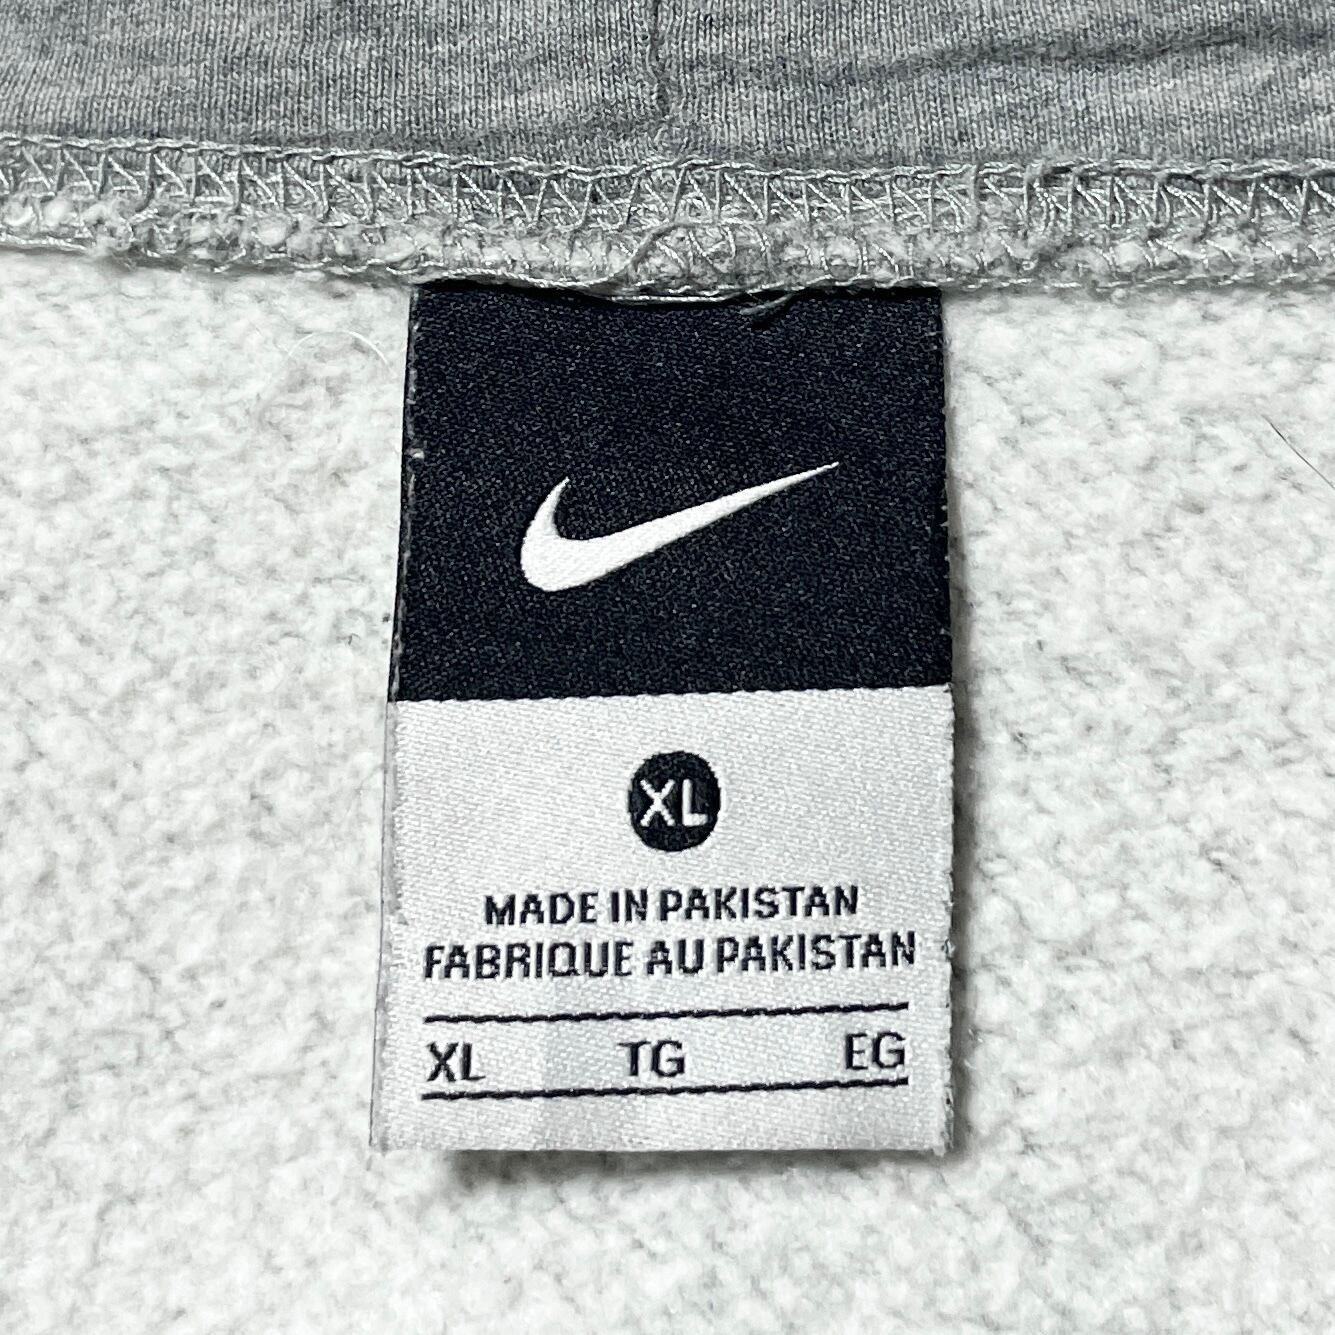 XL
MADE IN PAKISTAN
FABRIQUE AU PAKISTAN
XL TG EG